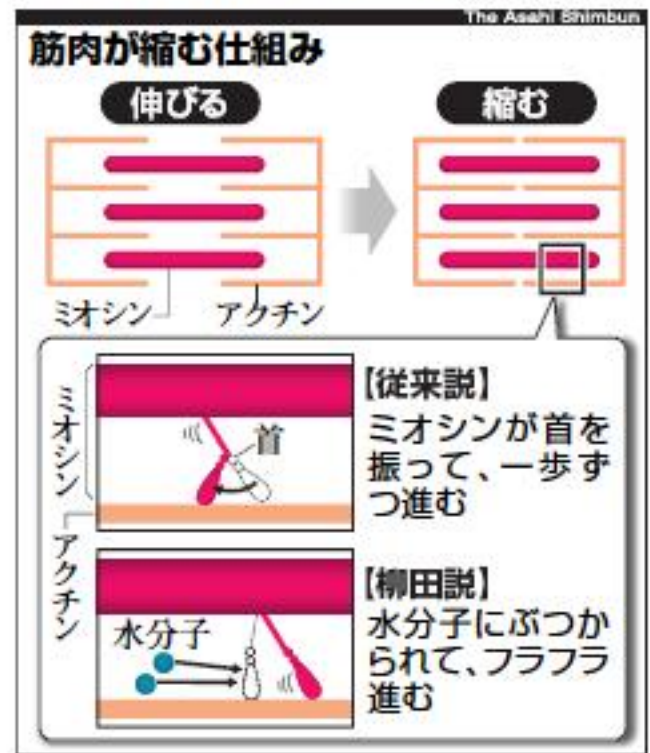 The Asahi Shimbun
筋肉が縮む仕組み
伸びる
縮む
ミオシン
アクチン
ミオシン
アクチン
首
【従来説】
ミオシンが首を
振って、一歩ず
つ進む
水分子
【柳田説】
水分子にぶつか
られて、フラフラ
進む